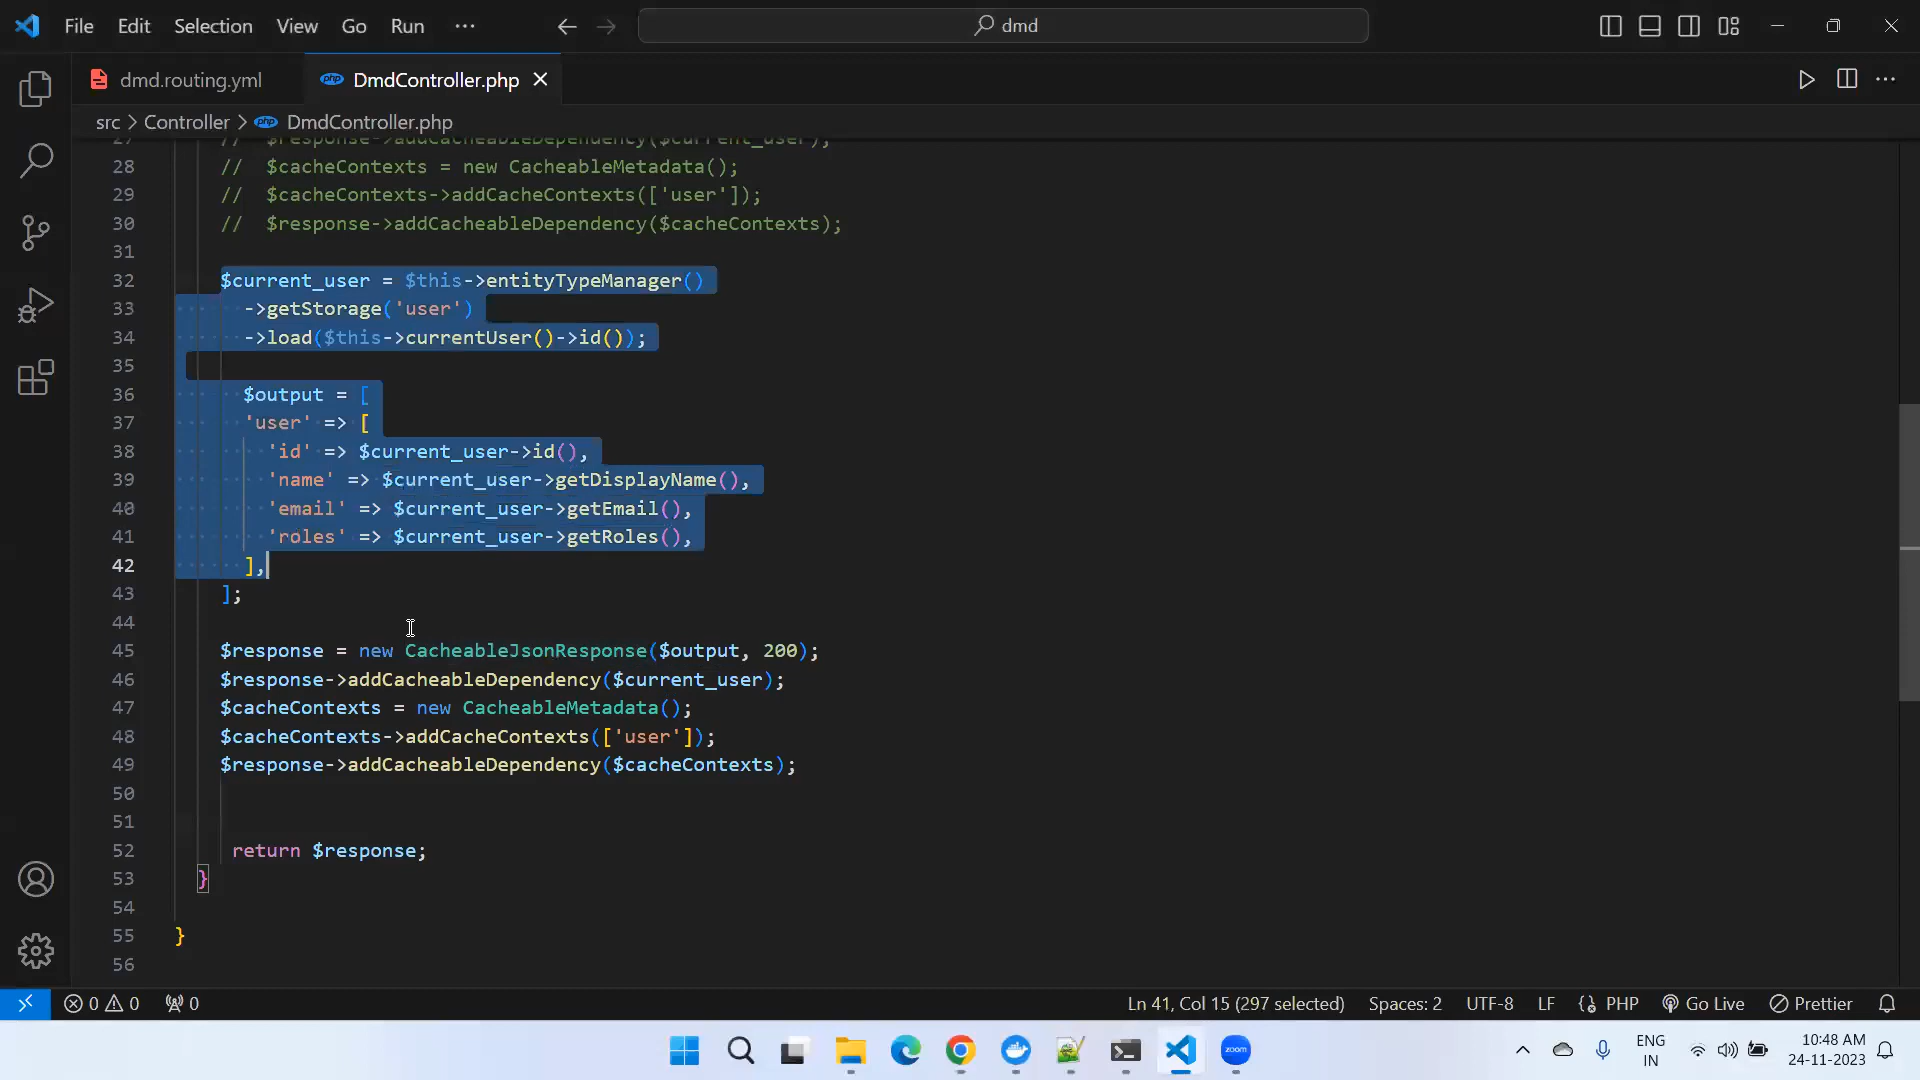 File Edit View Go Run ··· dmd
dmd.routing.yml DmdController.php
src > Controller > DmdController.php
27 // $response->addCacheableDependency($current_user);
28 // $cacheContexts = new CacheableMetadata();
29 // $cacheContexts->addCacheContexts(['user']);
30 // $response->addCacheableDependency($cacheContexts);
31
32 $current_user = $this->entityTypeManager()
33 ->getStorage('user')
34 ->load($this->currentUser()->id());
35
36 $output = [
37 'user' => [
38 'id' => $current_user->id(),
39 'name' => $current_user->getDisplayName(),
40 'email' => $current_user->getEmail(),
41 'roles' => $current_user->getRoles(),
42 ],
43 ];
44
45 $response = new CacheableJsonResponse($output, 200);
46 $response->addCacheableDependency($current_user);
47 $cacheContexts = new CacheableMetadata();
48 $cacheContexts->addCacheContexts(['user']);
49 $response->addCacheableDependency($cacheContexts);
50
51
52 return $response;
53 }
54
55 }
56
0 0 0 Ln 41, Col 15 (297 selected) Spaces: 2 UTF-8 LF {} PHP Go Live Prettier
zoom
ENG
IN
10:48 AM
24-11-2023